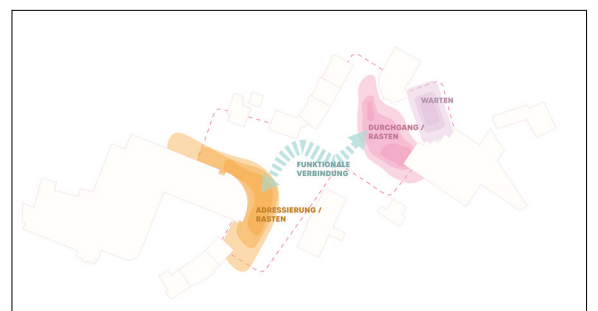 WARTEN
DURCHGANG /
RASTEN
FUNKTIONALE
VERBINDUNG
ADRESSIERUNG /
RASTEN